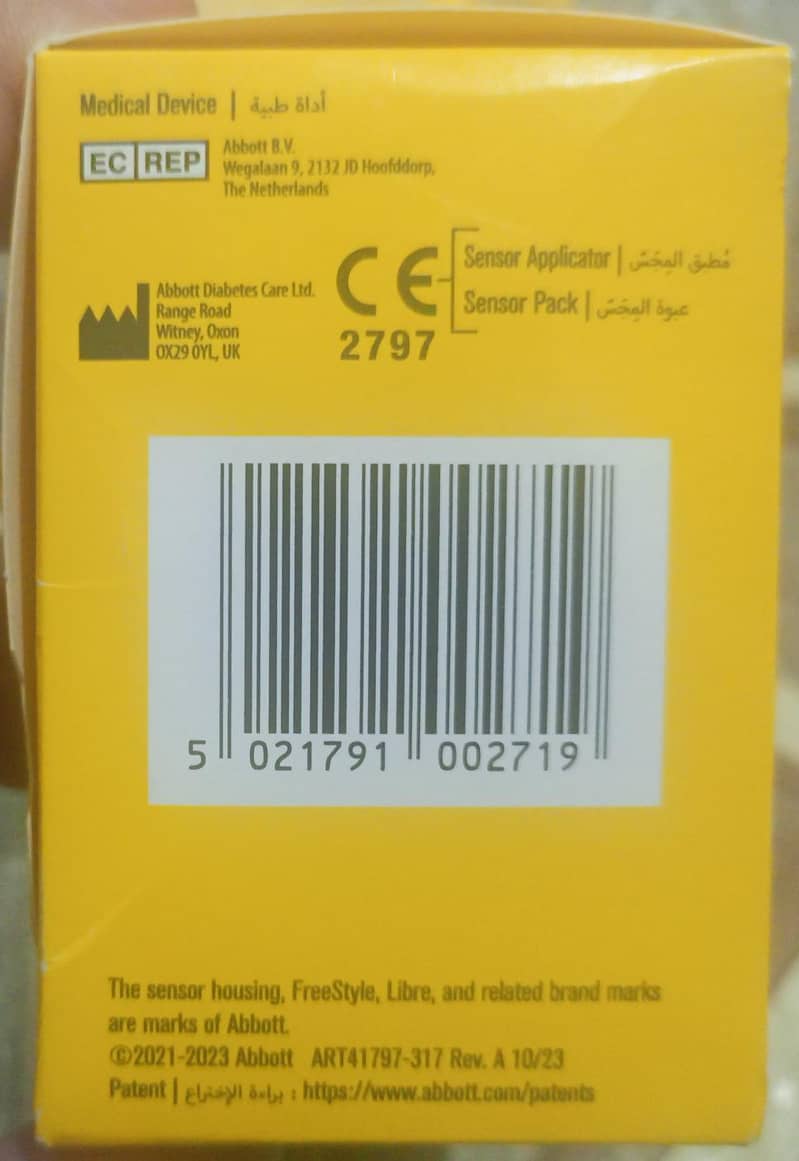 Medical Device | أداة طبية
EC REP
Abbott B.V.
Wegalaan 9, 2132 JD Hoofddorp,
The Netherlands
Abbott Diabetes Care Ltd.
Range Road
Witney, Oxon
OX29 0YL, UK
CE
2797
Sensor Applicator | مُطبق المِجَسّ
Sensor Pack | عبوة المِجَسّ
5 021791 002719
The sensor housing, FreeStyle, Libre, and related brand marks
are marks of Abbott.
©2021-2023 Abbott ART41797-317 Rev. A 10/23
Patent | براءة الإختراع : https://www.abbott.com/patents